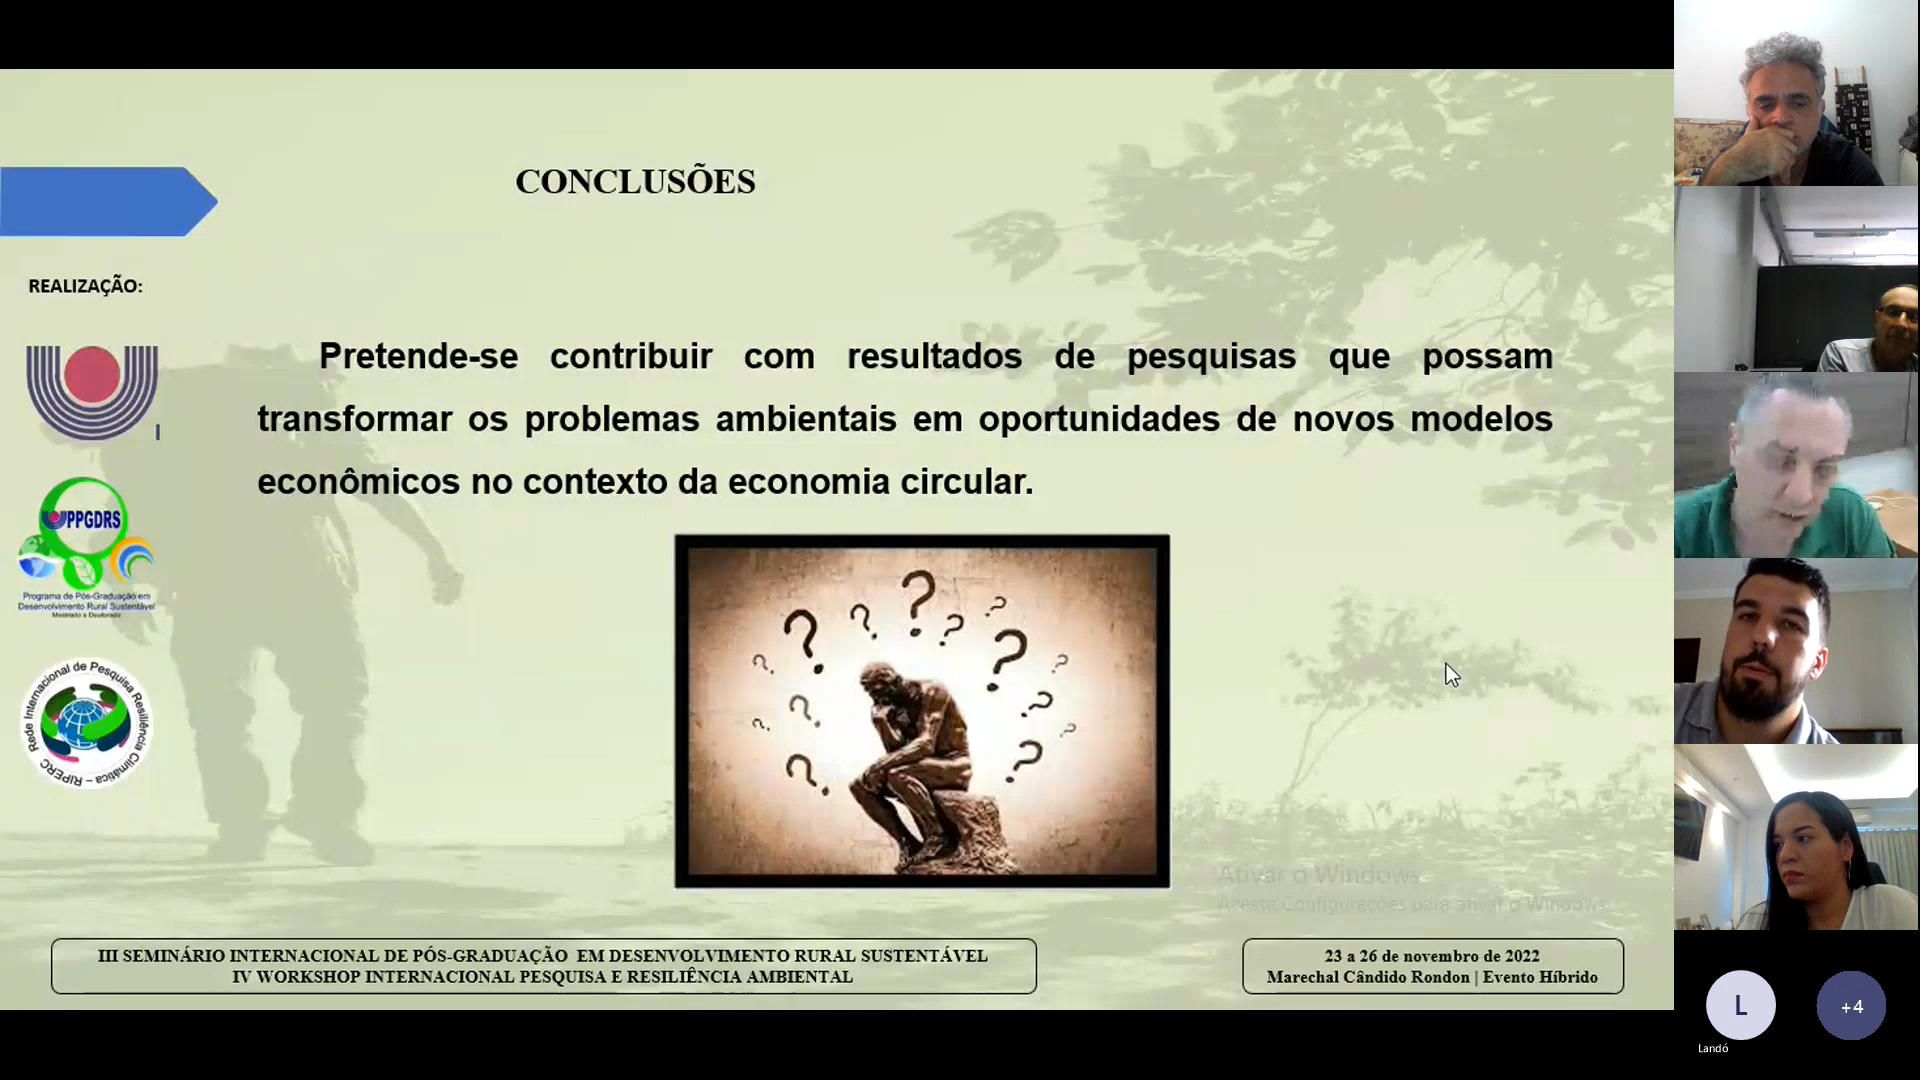 CONCLUSÕES
REALIZAÇÃO:
Pretende-se contribuir com resultados de pesquisas que possam
transformar os problemas ambientais em oportunidades de novos modelos
econômicos no contexto da economia circular.
PPGDRS
Programa de Pós-Graduação em
Desenvolvimento Rural Sustentável
Mestrado e Doutorado
Rede Internacional de Pesquisa Resiliência Climática – RIPERC
? ? ? ? ? ? ? ? ? ? ? ? ? ?
Ativar o Windows
Acesse Configurações para ativar o Windows.
III SEMINÁRIO INTERNACIONAL DE PÓS-GRADUAÇÃO EM DESENVOLVIMENTO RURAL SUSTENTÁVEL
IV WORKSHOP INTERNACIONAL PESQUISA E RESILIÊNCIA AMBIENTAL
23 a 26 de novembro de 2022
Marechal Cândido Rondon | Evento Híbrido
L
+4
Landó